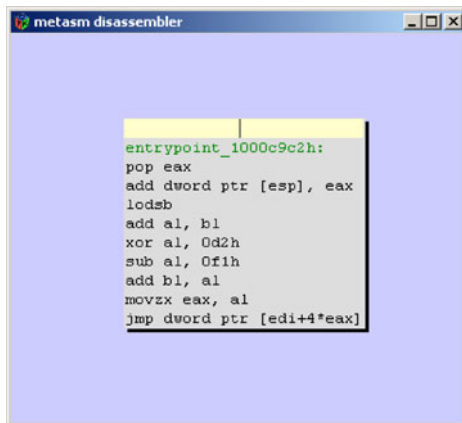 metasm disassembler
entrypoint_1000c9c2h:
pop eax
add dword ptr [esp], eax
lodsb
add al, bl
xor al, 0d2h
sub al, 0f1h
add bl, al
movzx eax, al
jmp dword ptr [edi+4*eax]